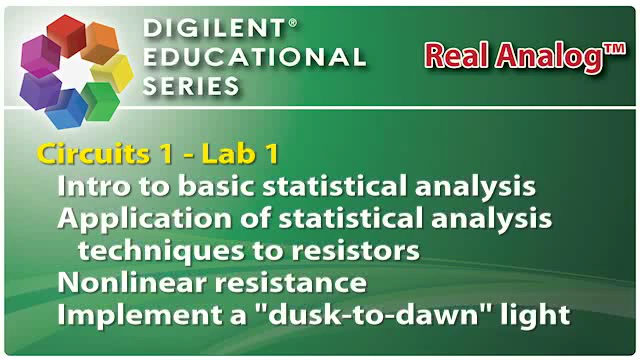 DIGILENT®
EDUCATIONAL
SERIES
Real Analog™
Circuits 1 - Lab 1
Intro to basic statistical analysis
Application of statistical analysis
techniques to resistors
Nonlinear resistance
Implement a "dusk-to-dawn" light